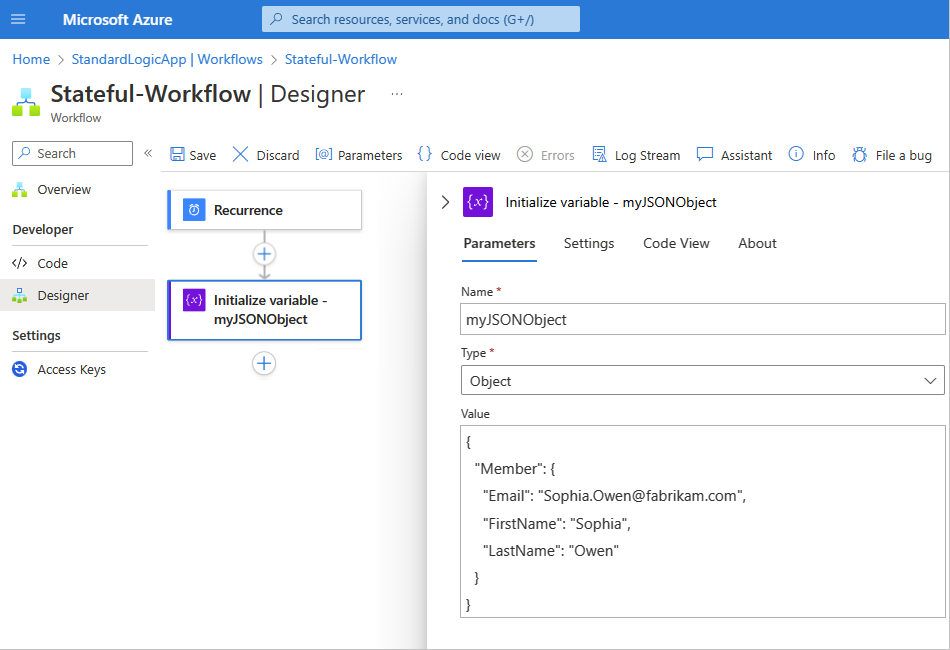 Microsoft Azure
Search resources, services, and docs (G+/)
Home > StandardLogicApp | Workflows > Stateful-Workflow
Stateful-Workflow | Designer ...
Workflow
Search
«
Save
Discard
[@] Parameters
{} Code view
Errors
Log Stream
Assistant
Info
File a bug
Overview
Developer
</> Code
Designer
Settings
Access Keys
Recurrence
{x} Initialize variable -
myJSONObject
{x} Initialize variable - myJSONObject
Parameters Settings Code View About
Name *
myJSONObject
Type *
Object
Value
{
"Member": {
"Email": "Sophia.Owen@fabrikam.com",
"FirstName": "Sophia",
"LastName": "Owen"
}
}